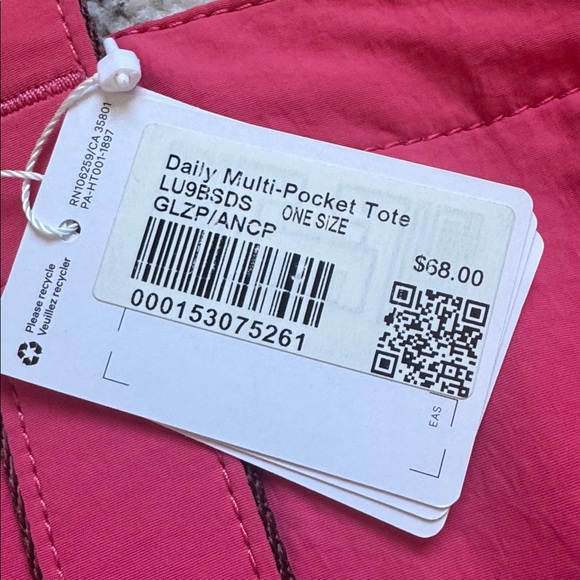 RN106259/CA 35801
PA-HT001-1897
Please recycle
Veuillez recycler
Daily Multi-Pocket Tote
LU9BSDS ONE SIZE
GLZP/ANCP
$68.00
000153075261
EAS